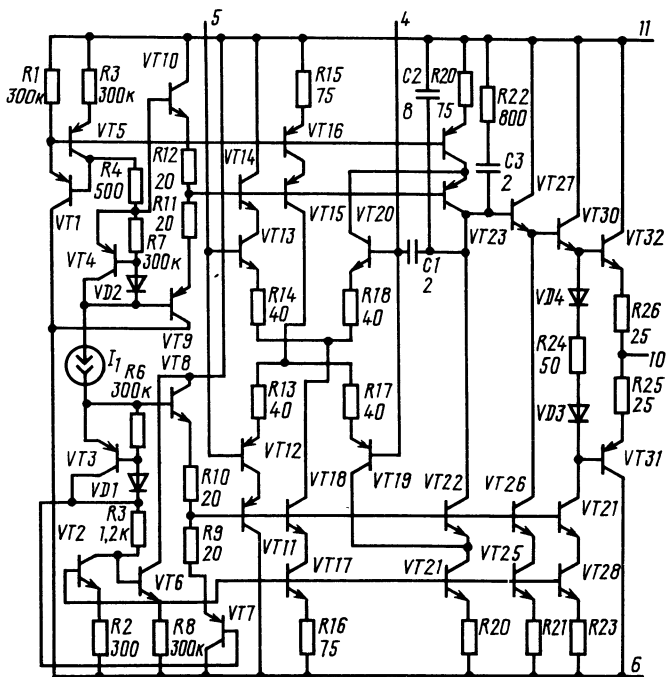 5
4
11
R1
300к
R3
300к
VT10
R15
75
C2
8
R20
75
R22
800
VT5
VT16
R4
500
R12
20
VT14
C3
2
VT27
VT1
R11
20
VT15
VT20
VT30
R7
300к
VT13
VT23
VT32
VT4
C1
2
VD2
R14
40
R18
40
VD4
R26
25
VT9
I1
VT8
R24
50
10
R6
300к
R13
40
R17
40
R25
25
VD3
VT3
VT12
VT31
VD1
R10
20
VT18
VT19
VT22
VT26
VT21
VT2
R3
1,2к
R9
20
VT11
VT17
VT6
VT7
VT21
VT25
VT28
R2
300
R8
300к
R16
75
R20
R21
R23
6